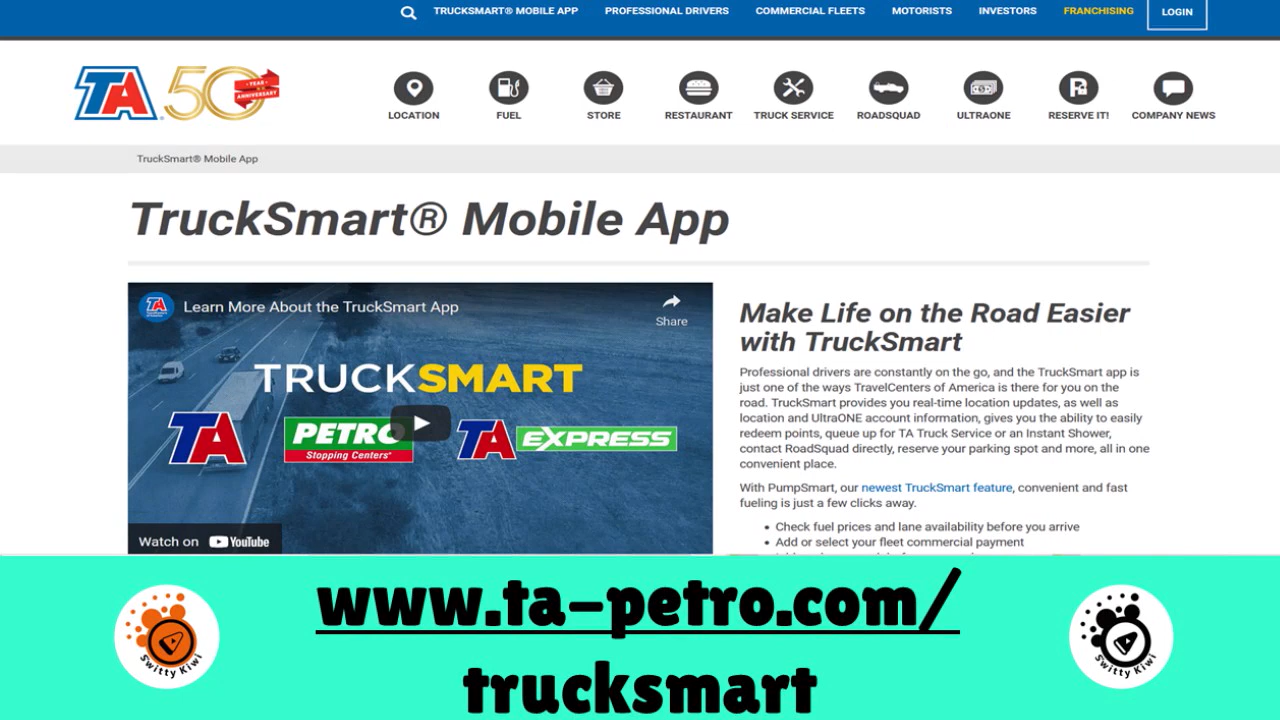 TRUCKSMART® MOBILE APP PROFESSIONAL DRIVERS COMMERCIAL FLEETS MOTORISTS INVESTORS FRANCHISING LOGIN
TA 50 YEAR ANNIVERSARY
LOCATION FUEL STORE RESTAURANT TRUCK SERVICE ROADSQUAD ULTRAONE RESERVE IT! COMPANY NEWS
TruckSmart® Mobile App
TruckSmart® Mobile App
Learn More About the TruckSmart App
Share
TRUCKSMART
TA PETRO Stopping Centers® TA EXPRESS
Watch on YouTube
Make Life on the Road Easier
with TruckSmart
Professional drivers are constantly on the go, and the TruckSmart app is
just one of the ways TravelCenters of America is there for you on the
road. TruckSmart provides you real-time location updates, as well as
location and UltraONE account information, gives you the ability to easily
redeem points, queue up for TA Truck Service or an Instant Shower,
contact RoadSquad directly, reserve your parking spot and more, all in one
convenient place.
With PumpSmart, our newest TruckSmart feature, convenient and fast
fueling is just a few clicks away.
• Check fuel prices and lane availability before you arrive
• Add or select your fleet commercial payment
www.ta-petro.com/
trucksmart
Switty Kiwi
Switty Kiwi